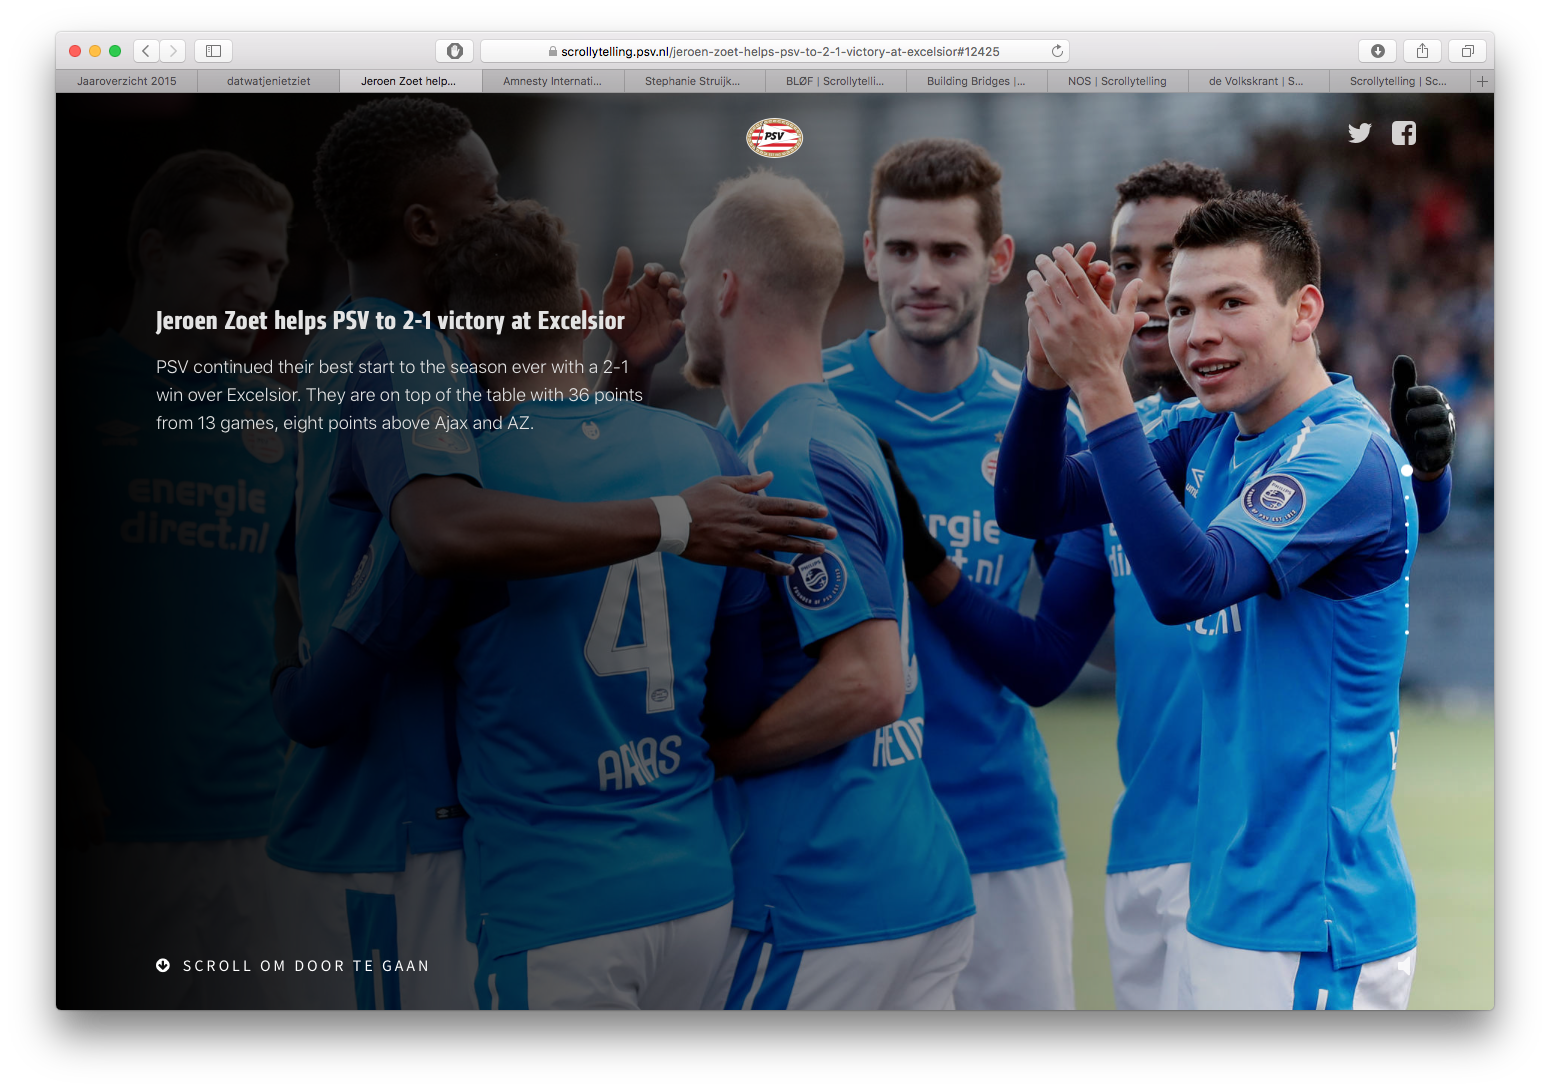 scrollytelling.psv.nl/jeroen-zoet-helps-psv-to-2-1-victory-at-excelsior#12425
Jaaroverzicht 2015
datwatjenietziet
Jeroen Zoet help...
Amnesty Internati...
Stephanie Struijk...
BLØF | Scrollytelli...
Building Bridges |...
NOS | Scrollytelling
de Volkskrant | S...
Scrollytelling | Sc...
PSV
Jeroen Zoet helps PSV to 2-1 victory at Excelsior
PSV continued their best start to the season ever with a 2-1
win over Excelsior. They are on top of the table with 36 points
from 13 games, eight points above Ajax and AZ.
energie
direct.nl
4
PHILIPS
PHILIPS
SCROLL OM DOOR TE GAAN